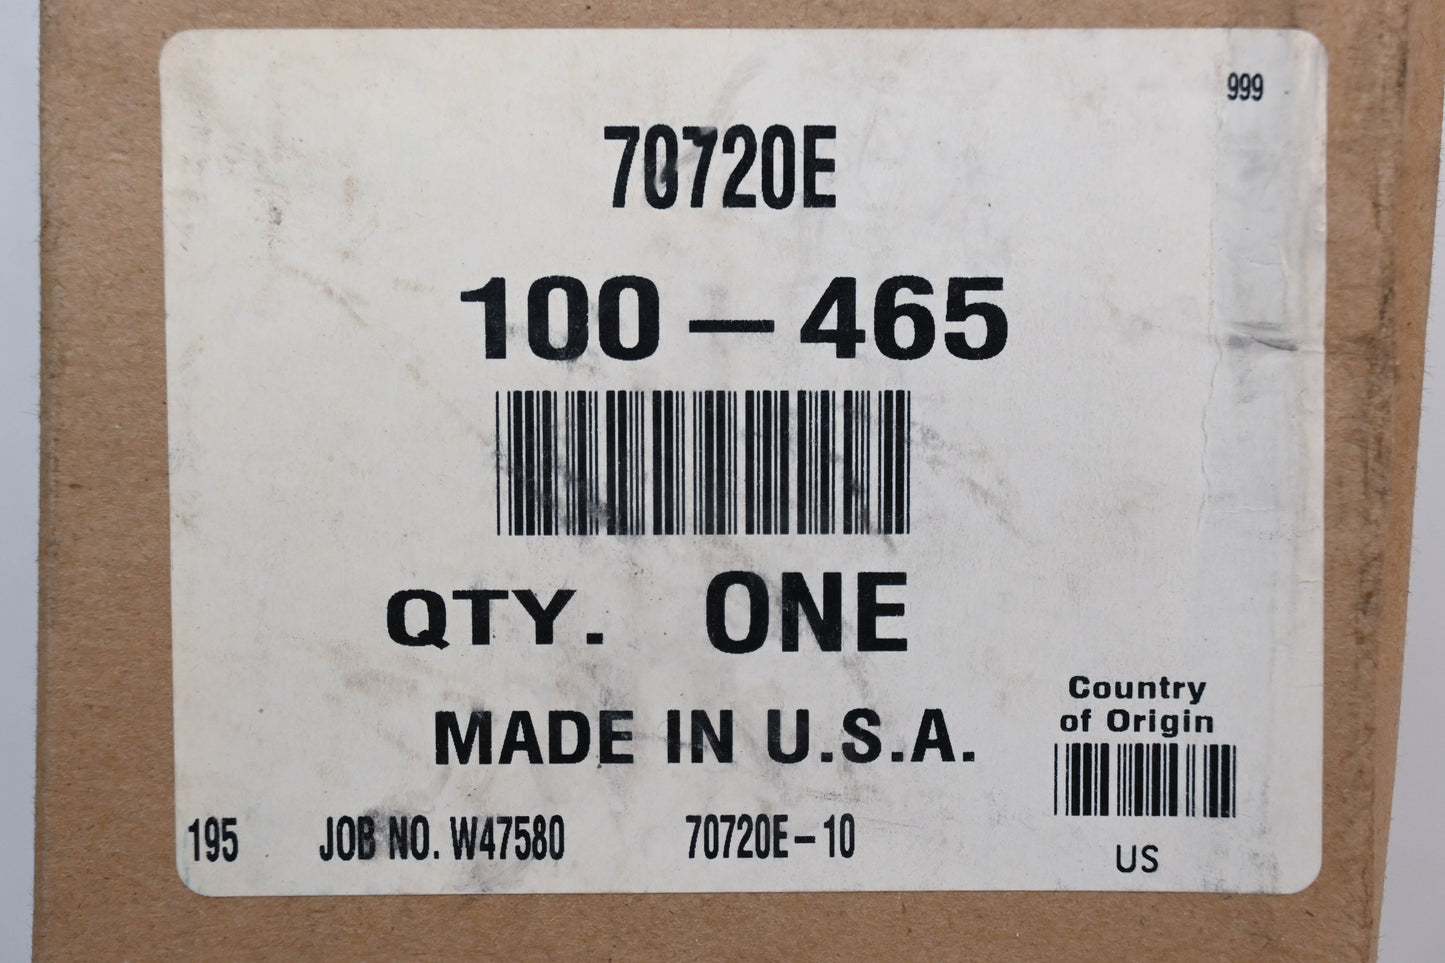 999
70720E
100-465
QTY. ONE
MADE IN U.S.A.
Country
of Origin
US
195 JOB NO. W47580 70720E-10